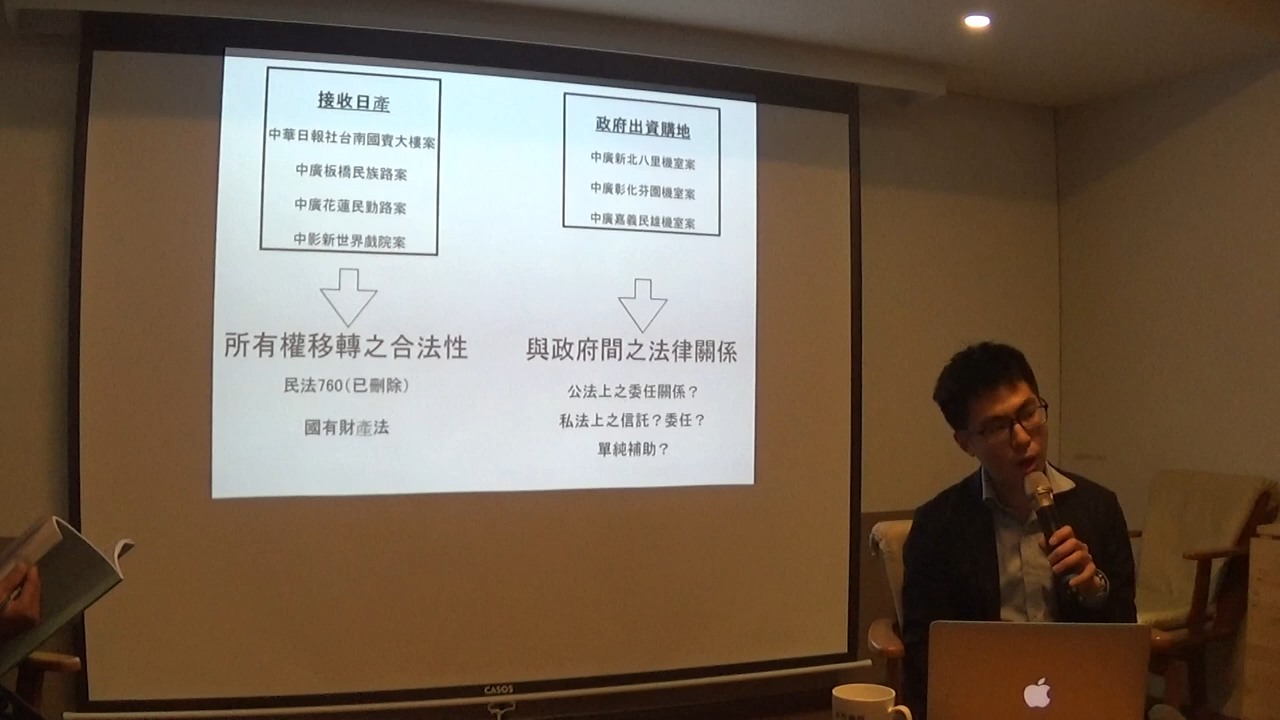 接收日產
中華日報社台南國賓大樓案
中廣板橋民族路案
中廣花蓮民勤路案
中影新世界戲院案
所有權移轉之合法性
民法760(已刪除)
國有財產法
政府出資購地
中廣新北八里機室案
中廣彰化芬園機室案
中廣嘉義民雄機室案
與政府間之法律關係
公法上之委任關係？
私法上之信託？委任？
單純補助？
CASOS